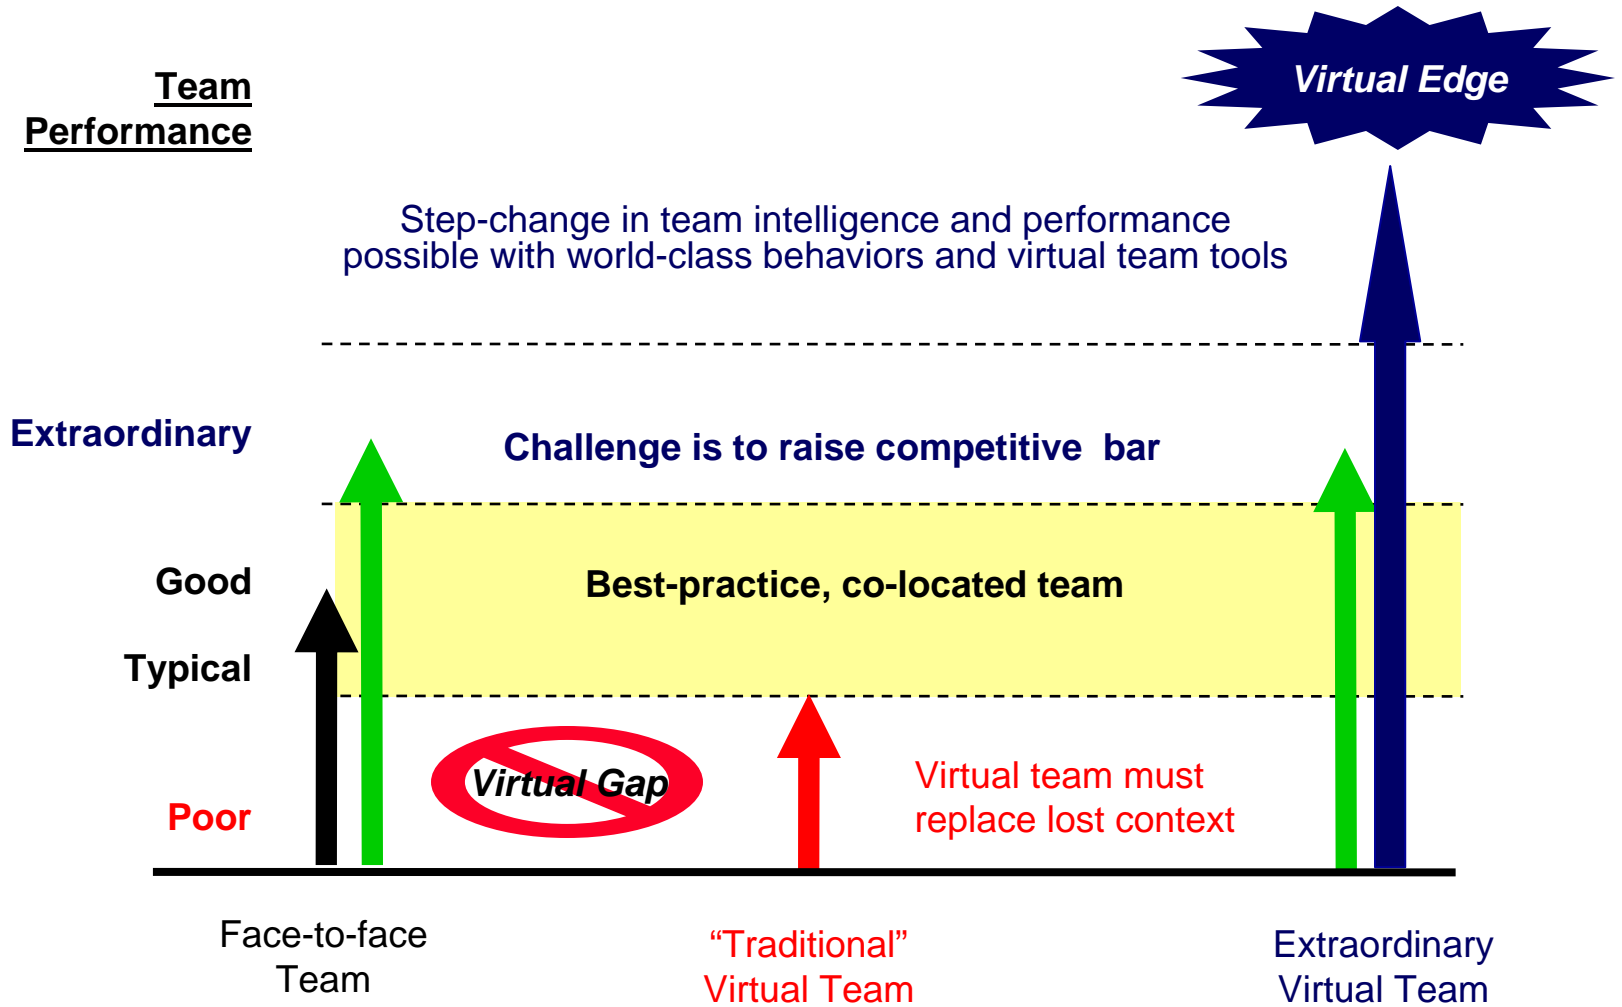 Virtual Edge
Team
Performance
Step-change in team intelligence and performance
possible with world-class behaviors and virtual team tools
Extraordinary
Challenge is to raise competitive  bar
Good
Best-practice, co-located team
Typical
Virtual Gap
Virtual team must
replace lost context
Poor
Face-to-face
Team
“Traditional”
Virtual Team
Extraordinary
Virtual Team